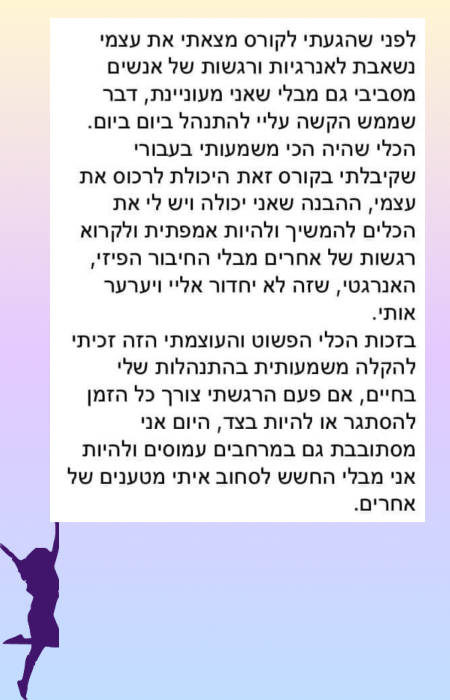 לפני שהגעתי לקורס מצאתי את עצמי
נשאבת לאנרגיות ורגשות של אנשים
מסביבי גם מבלי שאני מעוניינת, דבר
שממש הקשה עליי להתנהל ביום ביום.
הכלי שהיה הכי משמעותי בעבורי
שקיבלתי בקורס זאת היכולת לרכוס את
עצמי, ההבנה שאני יכולה ויש לי את
הכלים להמשיך ולהיות אמפתית ולקרוא
רגשות של אחרים מבלי החיבור הפיזי,
האנרגטי, שזה לא יחדור אליי ויערער
אותי.
בזכות הכלי הפשוט והעוצמתי הזה זכיתי
להקלה משמעותית בהתנהלות שלי
בחיים, אם פעם הרגשתי צורך כל הזמן
להסתגר או להיות בצד, היום אני
מסתובבת גם במרחבים עמוסים ולהיות
אני מבלי החשש לסחוב איתי מטענים של
אחרים.